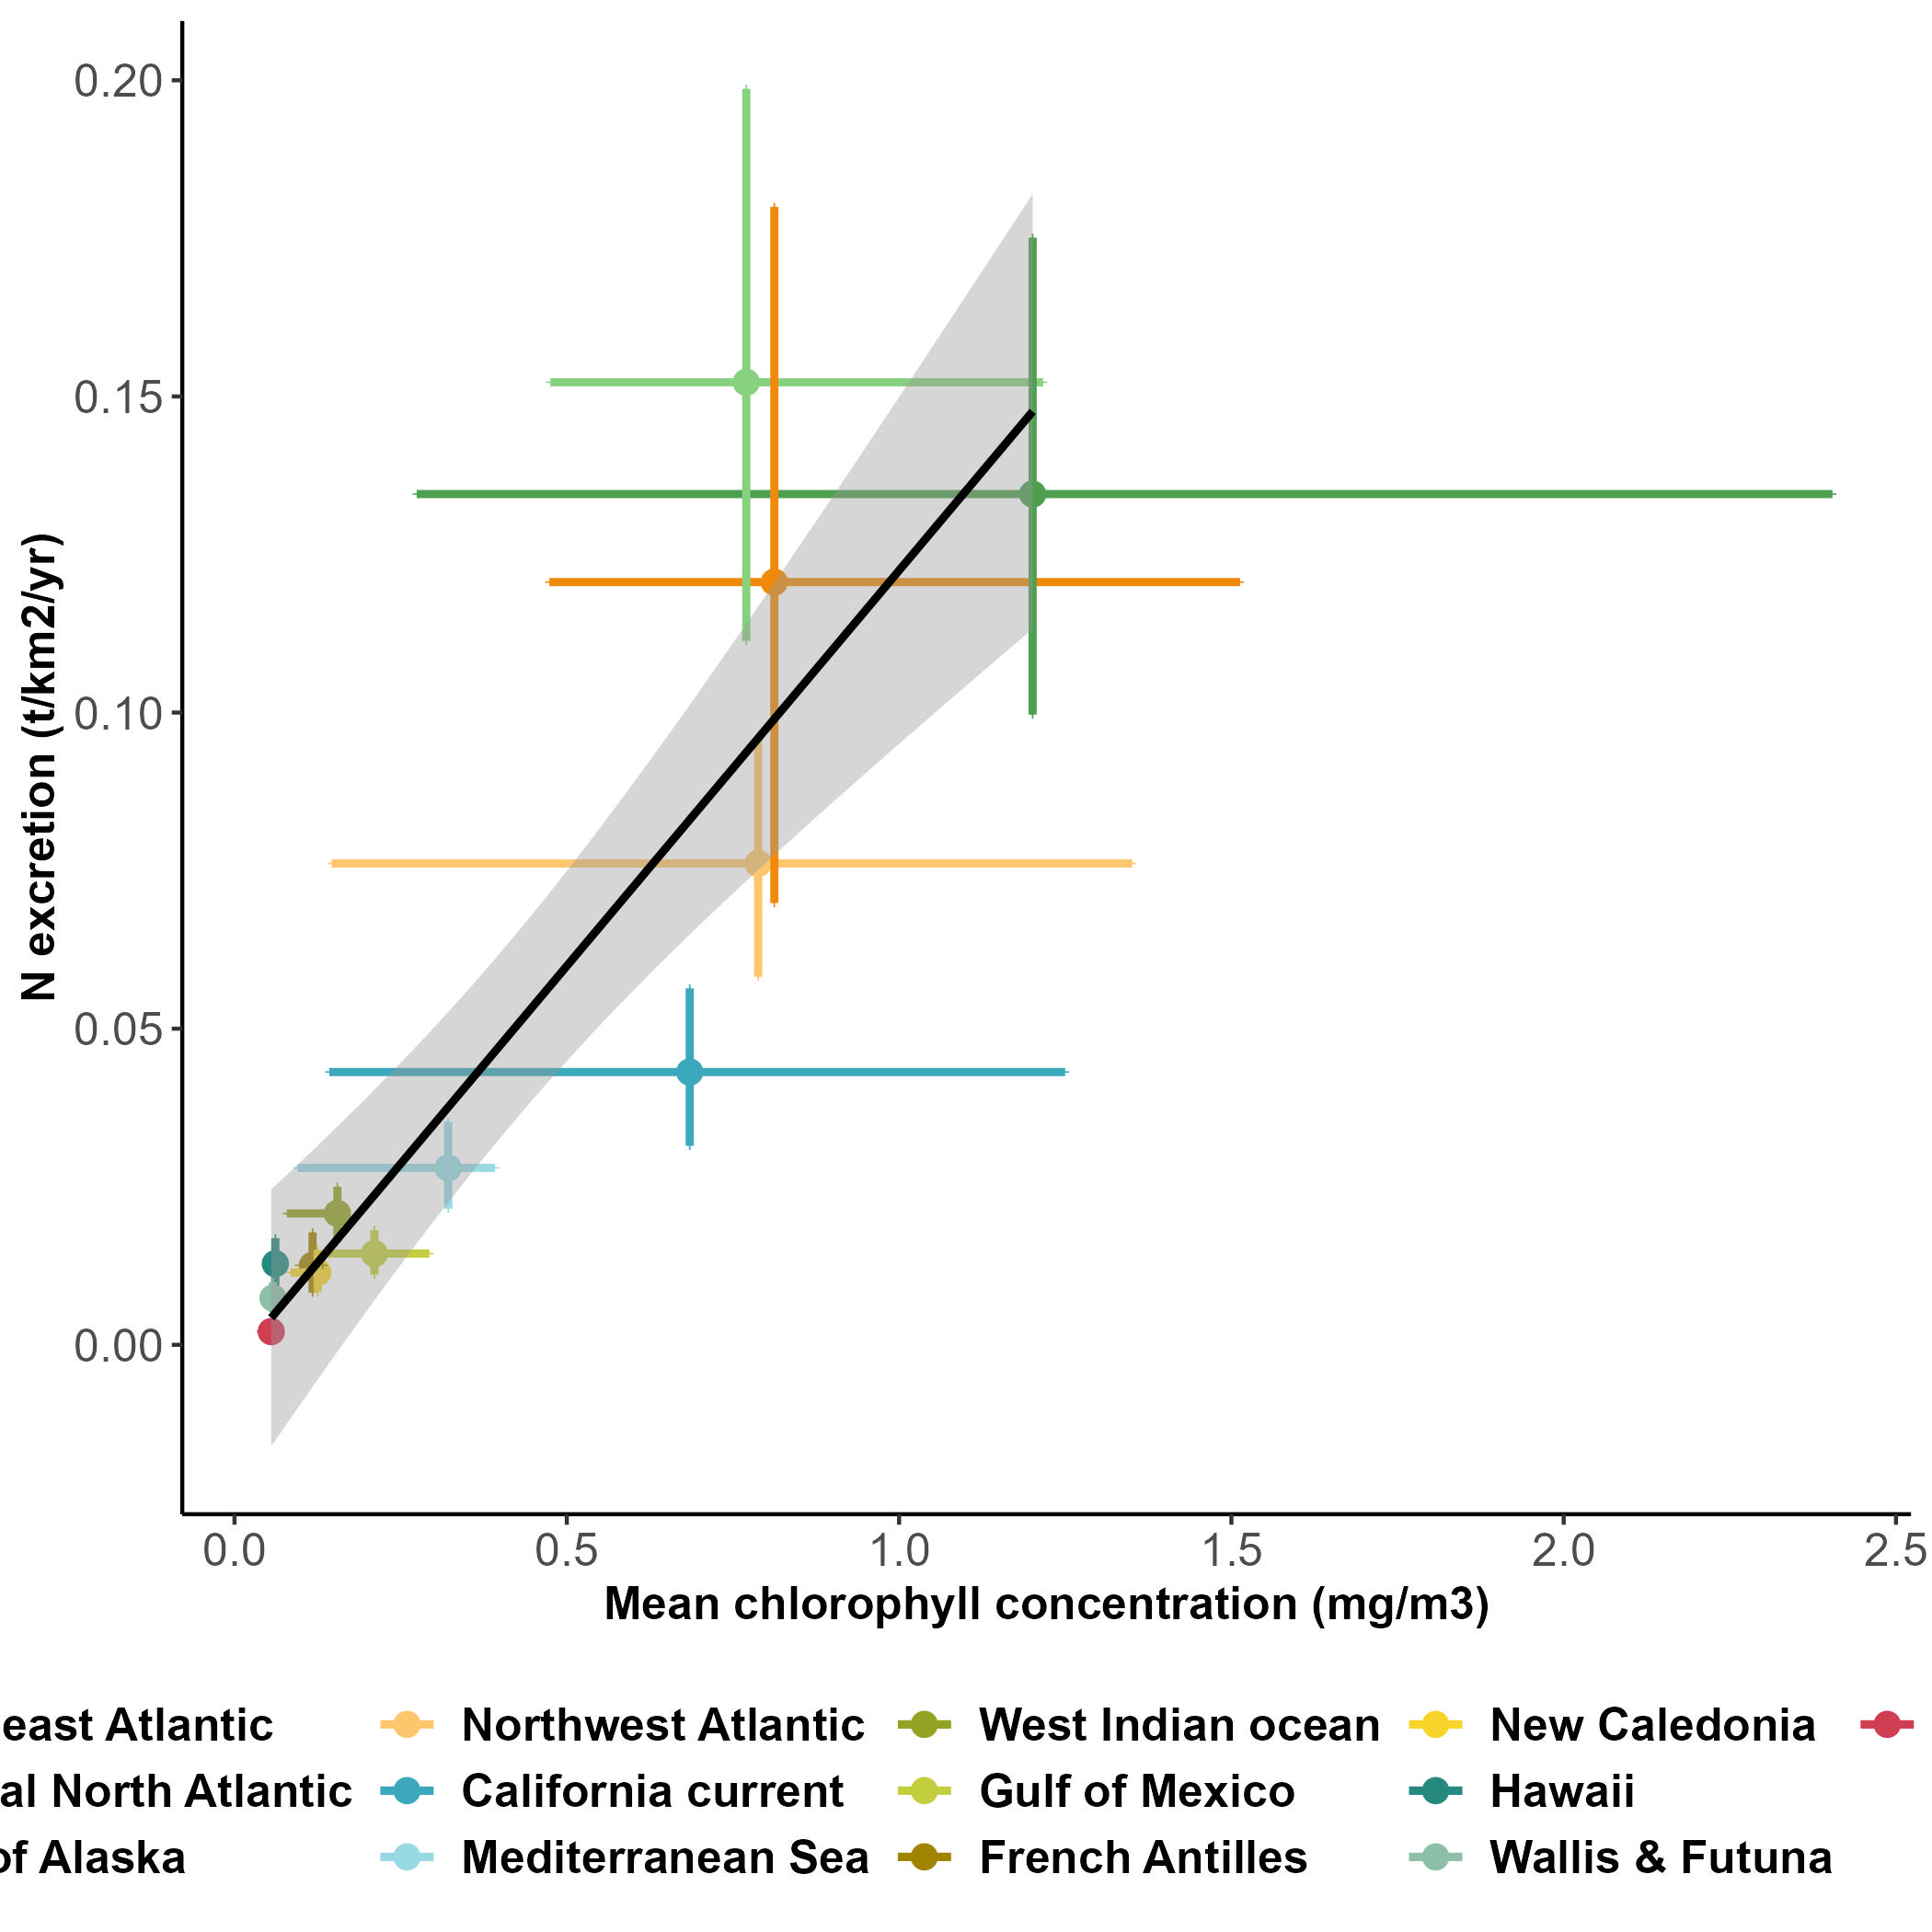 0.20
0.15
0.10
0.05
0.00
N excretion (t/km2/yr)
0.0 0.5 1.0 1.5 2.0 2.5
Mean chlorophyll concentration (mg/m3)
east Atlantic Northwest Atlantic West Indian ocean New Caledonia
al North Atlantic California current Gulf of Mexico Hawaii
of Alaska Mediterranean Sea French Antilles Wallis & Futuna